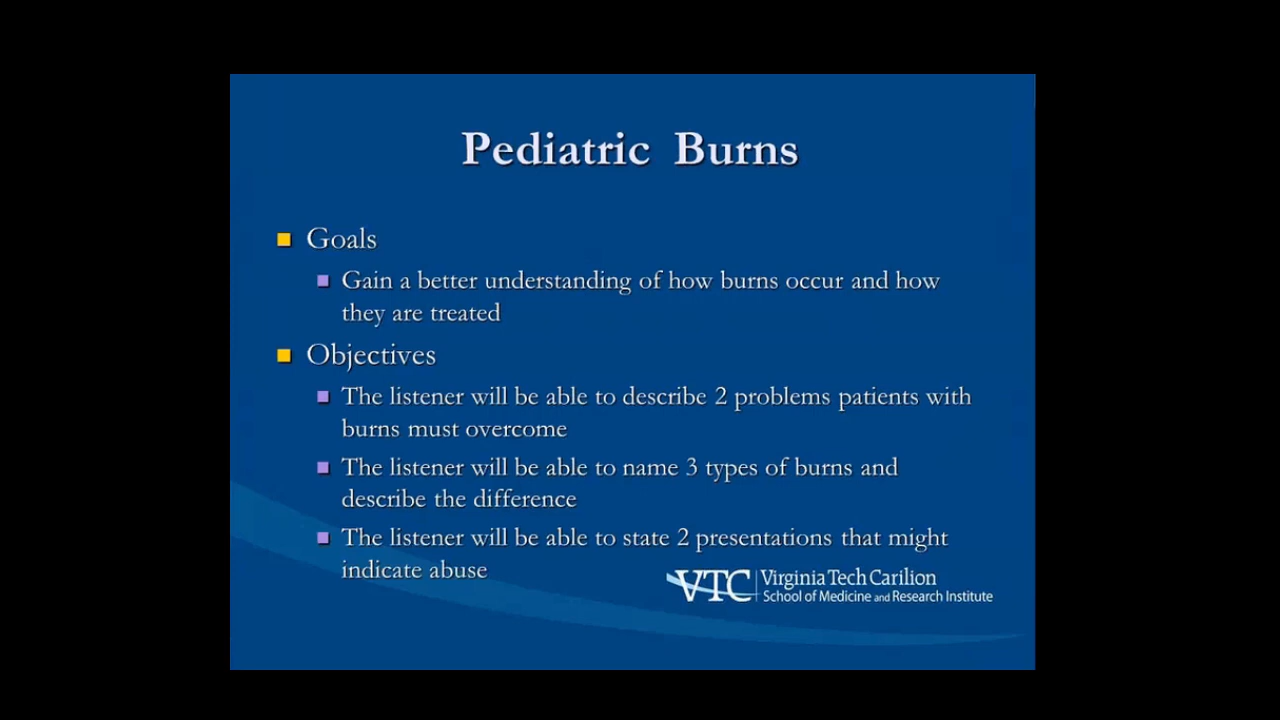 Pediatric Burns
Goals
Gain a better understanding of how burns occur and how
they are treated
Objectives
The listener will be able to describe 2 problems patients with
burns must overcome
The listener will be able to name 3 types of burns and
describe the difference
The listener will be able to state 2 presentations that might
indicate abuse
VTC Virginia Tech Carilion
School of Medicine and Research Institute